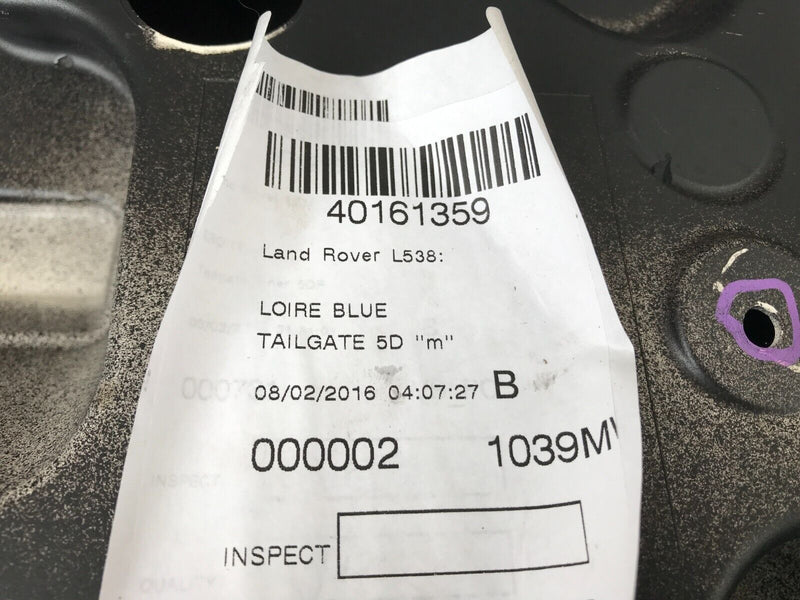 40161359
Land Rover L538:
LOIRE BLUE
TAILGATE 5D "m"
08/02/2016 04:07:27 B
000002 1039M
INSPECT